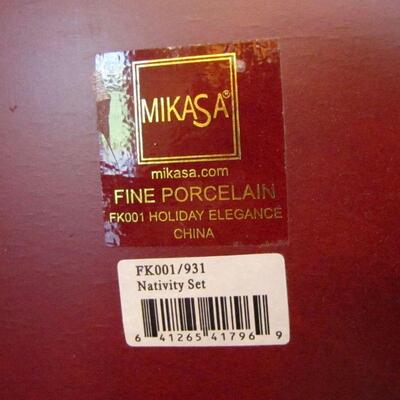 MIKASA®
mikasa.com
FINE PORCELAIN
FK001 HOLIDAY ELEGANCE
CHINA
FK001/931
Nativity Set
6 41265 41796 9